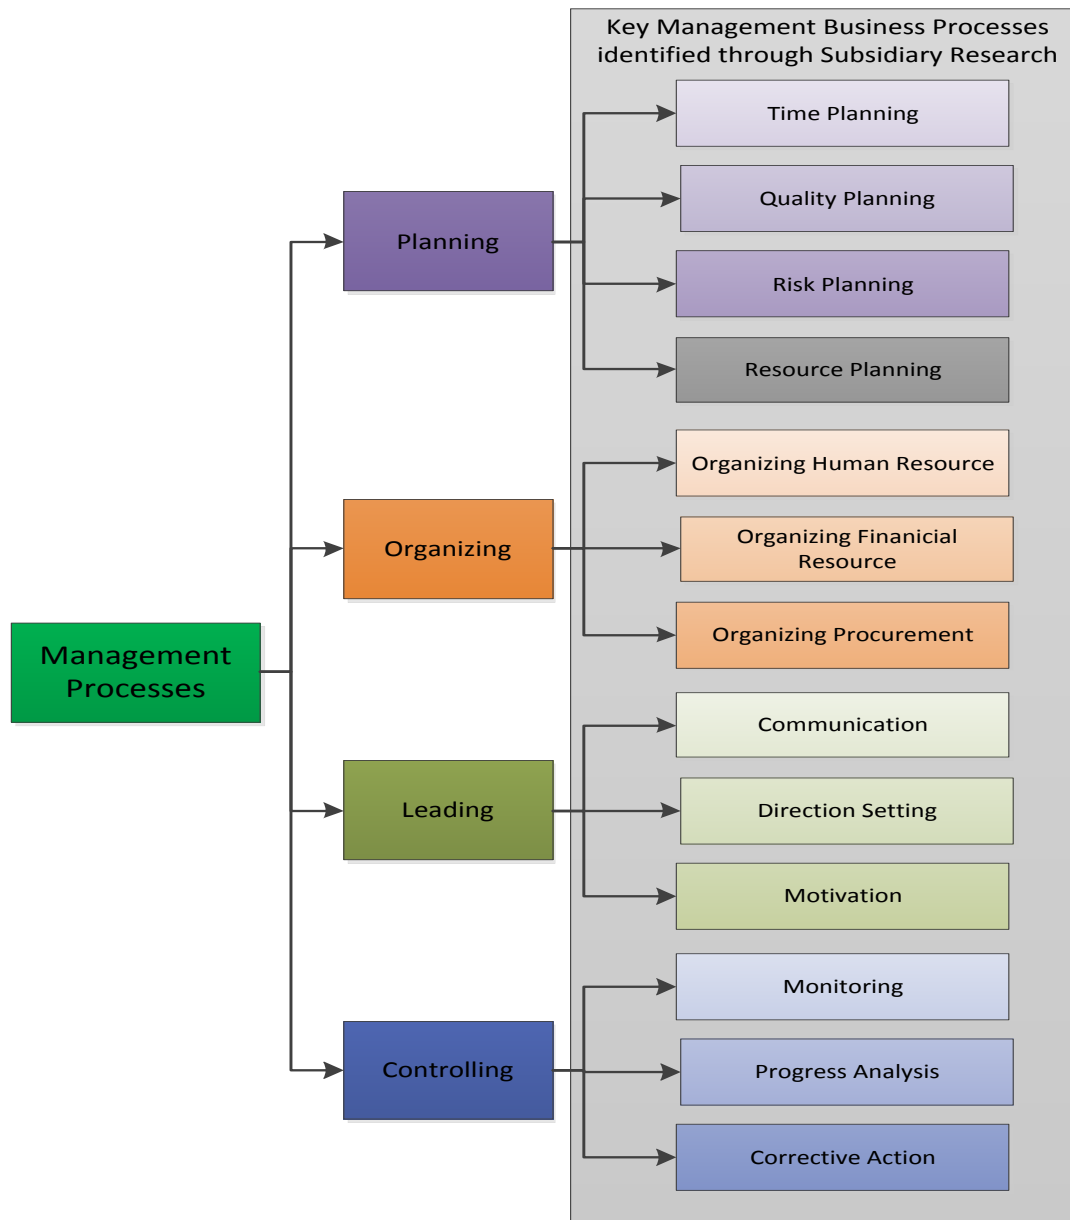 Key Management Business Processes
identified through Subsidiary Research
Time Planning
Quality Planning
Planning
Risk Planning
Resource Planning
Organizing Human Resource
Organizing Financicial
Resource
Organizing
Organizing Procurement
Management
Processes
Communication
Leading
Direction Setting
Motivation
Monitoring
Controlling
Progress Analysis
Corrective Action